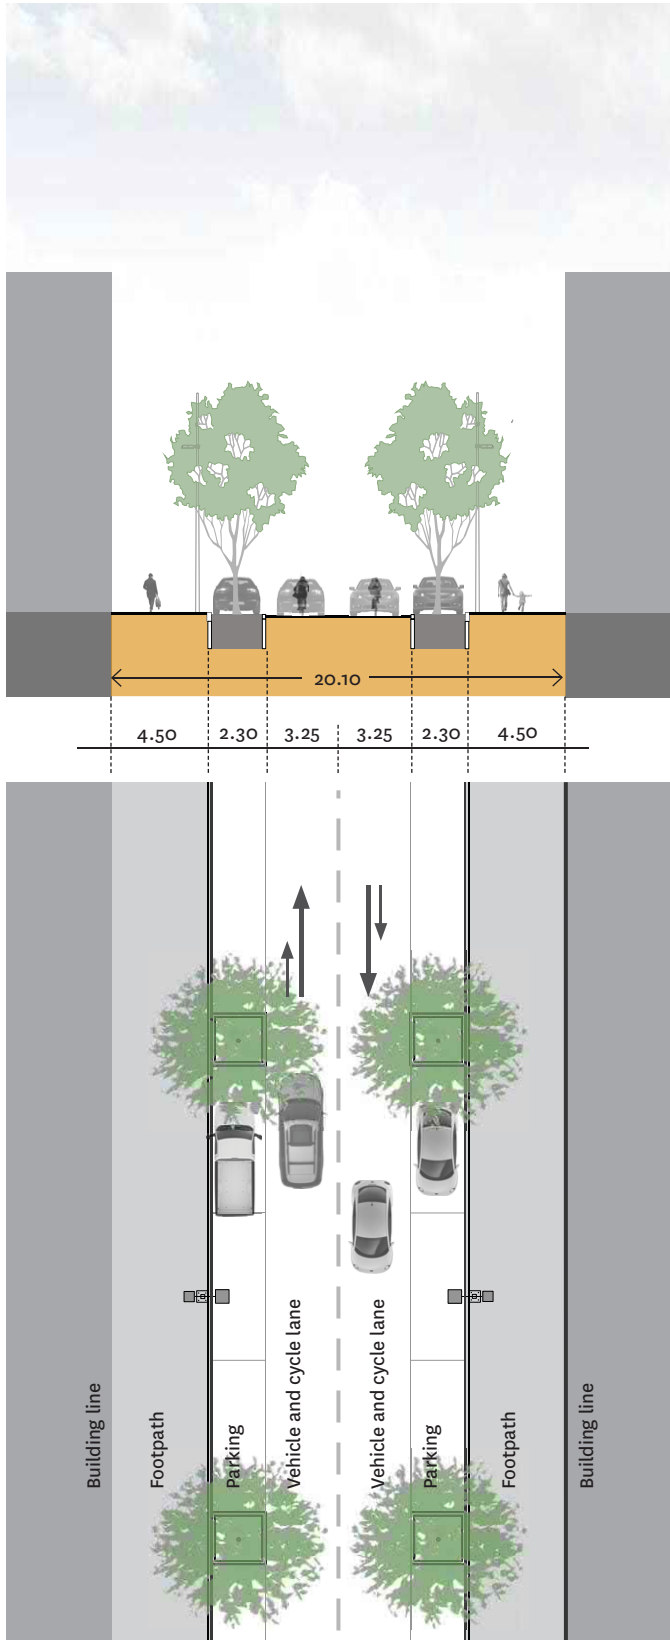 20.10
4.50
2.30
3.25
3.25
2.30
4.50
Building line
Footpath
Parking
Vehicle and cycle lane
Vehicle and cycle lane
Parking
Footpath
Building line